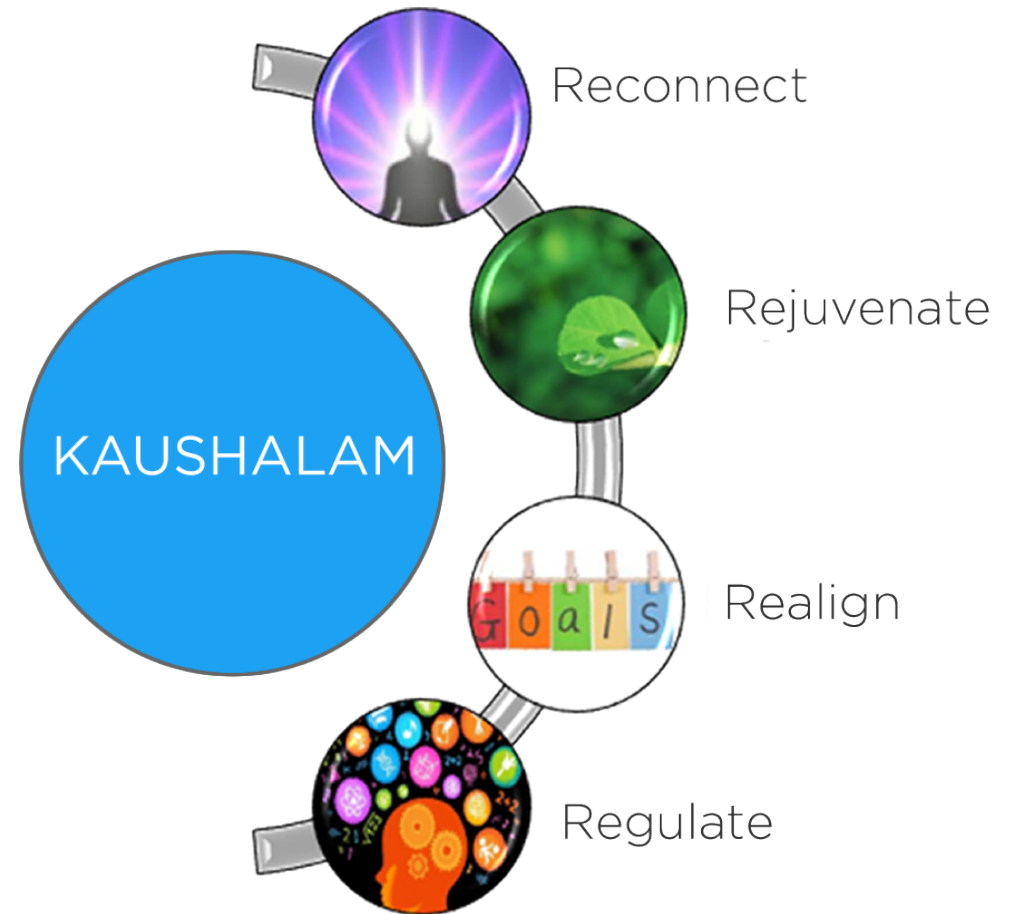 Reconnect
Rejuvenate
KAUSHALAM
Goals
Realign
Regulate